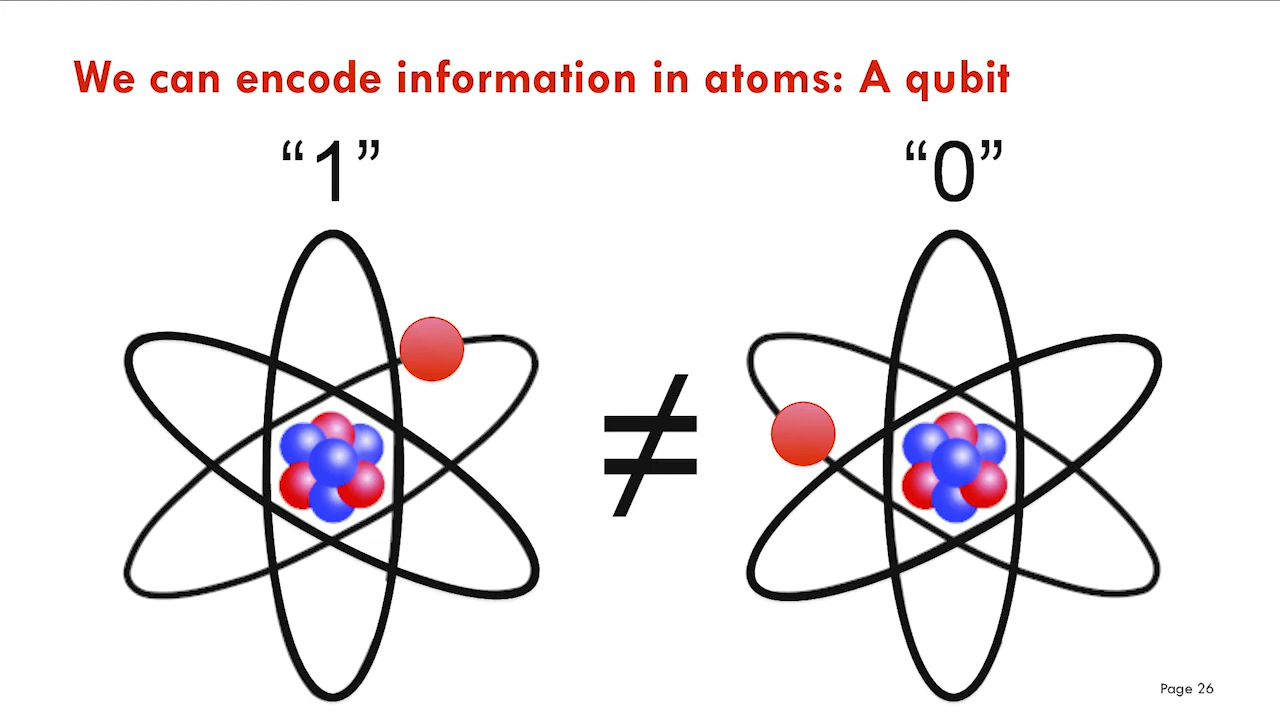 We can encode information in atoms: A qubit
“1”
“0”
≠
Page 26